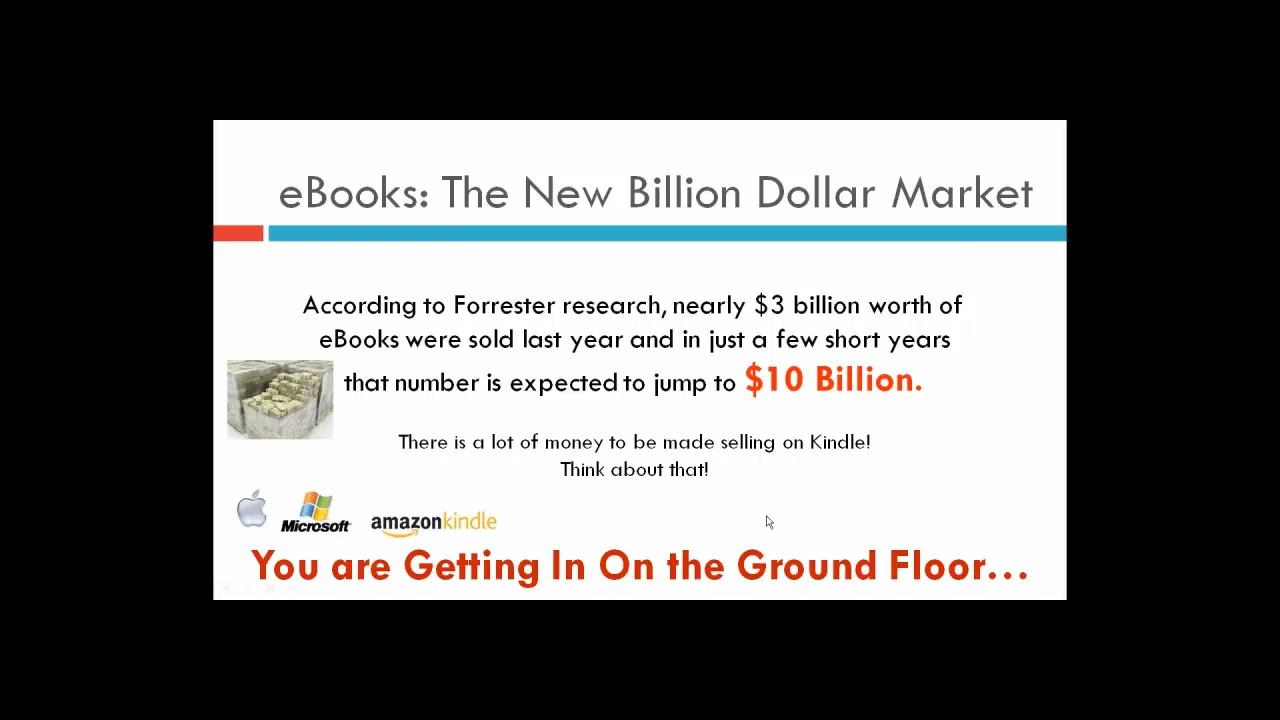 eBooks: The New Billion Dollar Market
According to Forrester research, nearly $3 billion worth of
eBooks were sold last year and in just a few short years
that number is expected to jump to $10 Billion.
There is a lot of money to be made selling on Kindle!
Think about that!
Microsoft
amazonkindle
You are Getting In On the Ground Floor...